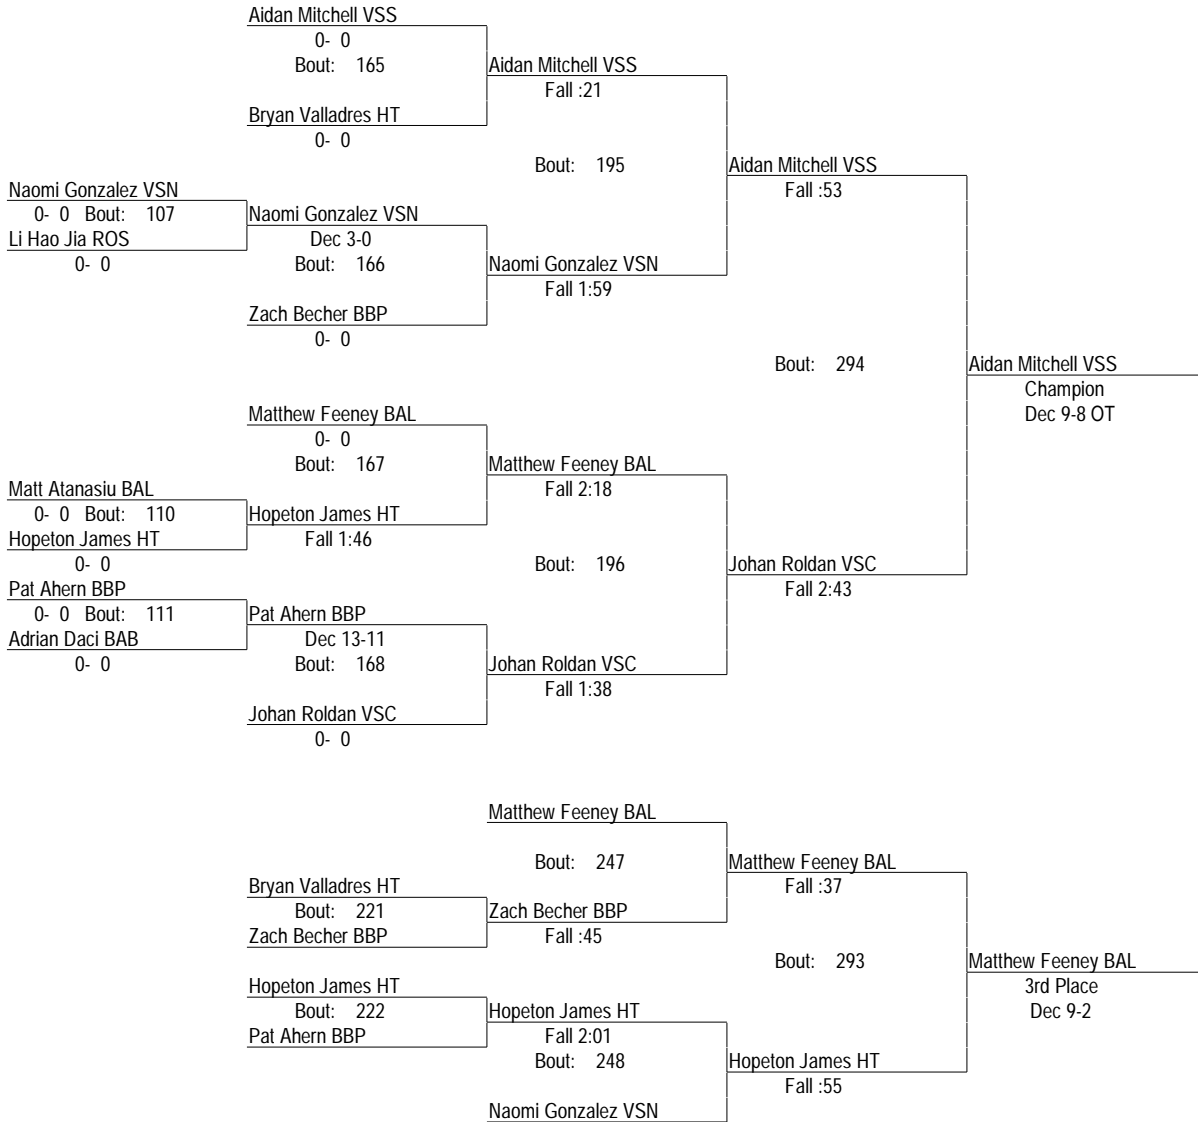 Aidan Mitchell VSS
0- 0
Bout: 165
Aidan Mitchell VSS
Fall :21
Bryan Valladres HT
0- 0
Bout: 195
Aidan Mitchell VSS
Fall :53
Naomi Gonzalez VSN
0- 0 Bout: 107
Naomi Gonzalez VSN
Li Hao Jia ROS
Dec 3-0
0- 0
Bout: 166
Naomi Gonzalez VSN
Fall 1:59
Zach Becher BBP
0- 0
Bout: 294
Aidan Mitchell VSS
Champion
Dec 9-8 OT
Matthew Feeney BAL
0- 0
Bout: 167
Matthew Feeney BAL
Fall 2:18
Matt Atanasiu BAL
0- 0 Bout: 110
Hopeton James HT
Hopeton James HT
Fall 1:46
0- 0
Bout: 196
Johan Roldan VSC
Fall 2:43
Pat Ahern BBP
0- 0 Bout: 111
Pat Ahern BBP
Adrian Daci BAB
Dec 13-11
0- 0
Bout: 168
Johan Roldan VSC
Fall 1:38
Johan Roldan VSC
0- 0
Matthew Feeney BAL
Bout: 247
Matthew Feeney BAL
Fall :37
Bryan Valladres HT
Bout: 221
Zach Becher BBP
Zach Becher BBP
Fall :45
Bout: 293
Matthew Feeney BAL
3rd Place
Dec 9-2
Hopeton James HT
Bout: 222
Hopeton James HT
Pat Ahern BBP
Fall 2:01
Bout: 248
Hopeton James HT
Fall :55
Naomi Gonzalez VSN